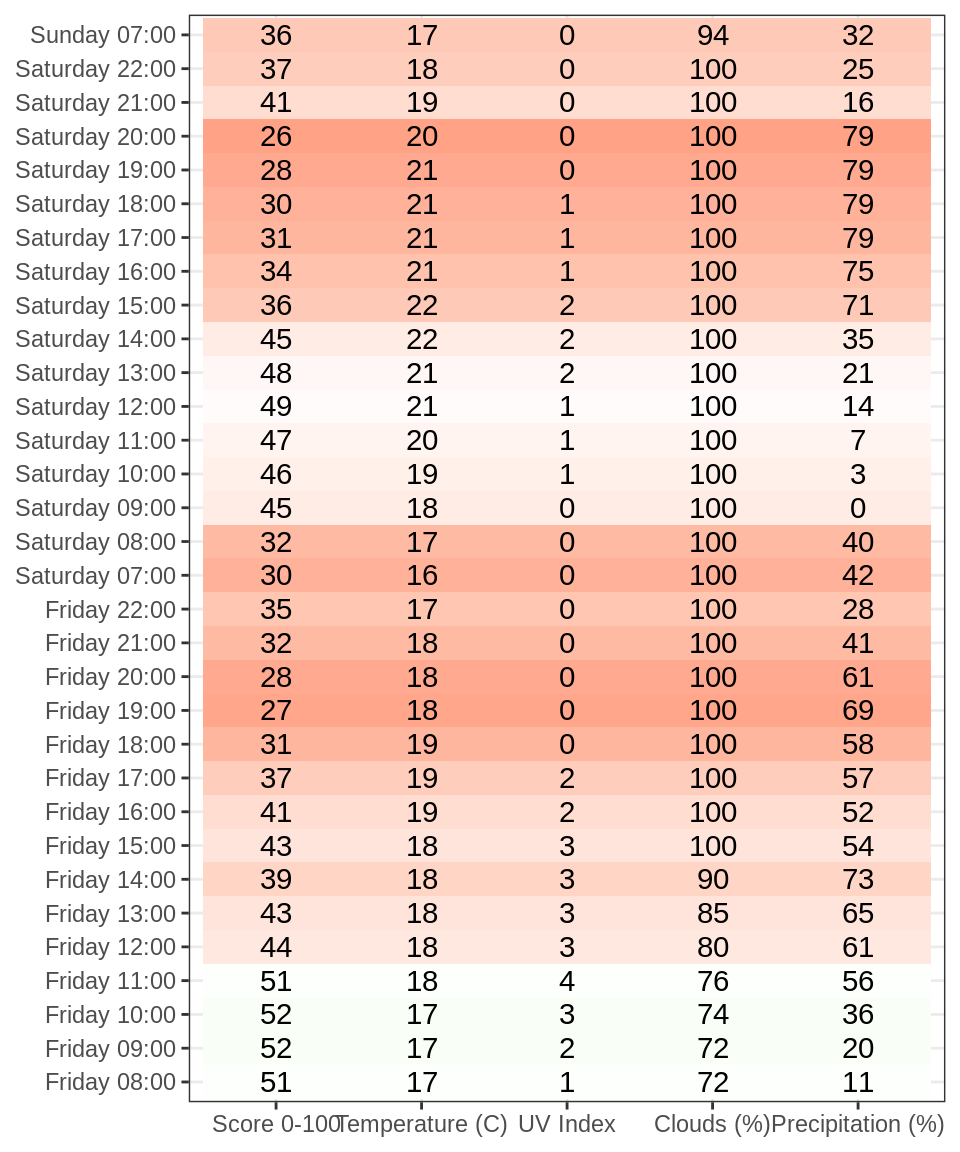 Sunday 07:00 36 17 0 94 32
Saturday 22:00 37 18 0 100 25
Saturday 21:00 41 19 0 100 16
Saturday 20:00 26 20 0 100 79
Saturday 19:00 28 21 0 100 79
Saturday 18:00 30 21 1 100 79
Saturday 17:00 31 21 1 100 79
Saturday 16:00 34 21 1 100 75
Saturday 15:00 36 22 2 100 71
Saturday 14:00 45 22 2 100 35
Saturday 13:00 48 21 2 100 21
Saturday 12:00 49 21 1 100 14
Saturday 11:00 47 20 1 100 7
Saturday 10:00 46 19 1 100 3
Saturday 09:00 45 18 0 100 0
Saturday 08:00 32 17 0 100 40
Saturday 07:00 30 16 0 100 42
Friday 22:00 35 17 0 100 28
Friday 21:00 32 18 0 100 41
Friday 20:00 28 18 0 100 61
Friday 19:00 27 18 0 100 69
Friday 18:00 31 19 0 100 58
Friday 17:00 37 19 2 100 57
Friday 16:00 41 19 2 100 52
Friday 15:00 43 18 3 100 54
Friday 14:00 39 18 3 90 73
Friday 13:00 43 18 3 85 65
Friday 12:00 44 18 3 80 61
Friday 11:00 51 18 4 76 56
Friday 10:00 52 17 3 74 36
Friday 09:00 52 17 2 72 20
Friday 08:00 51 17 1 72 11
Score 0-100 Temperature (C) UV Index Clouds (%) Precipitation (%)